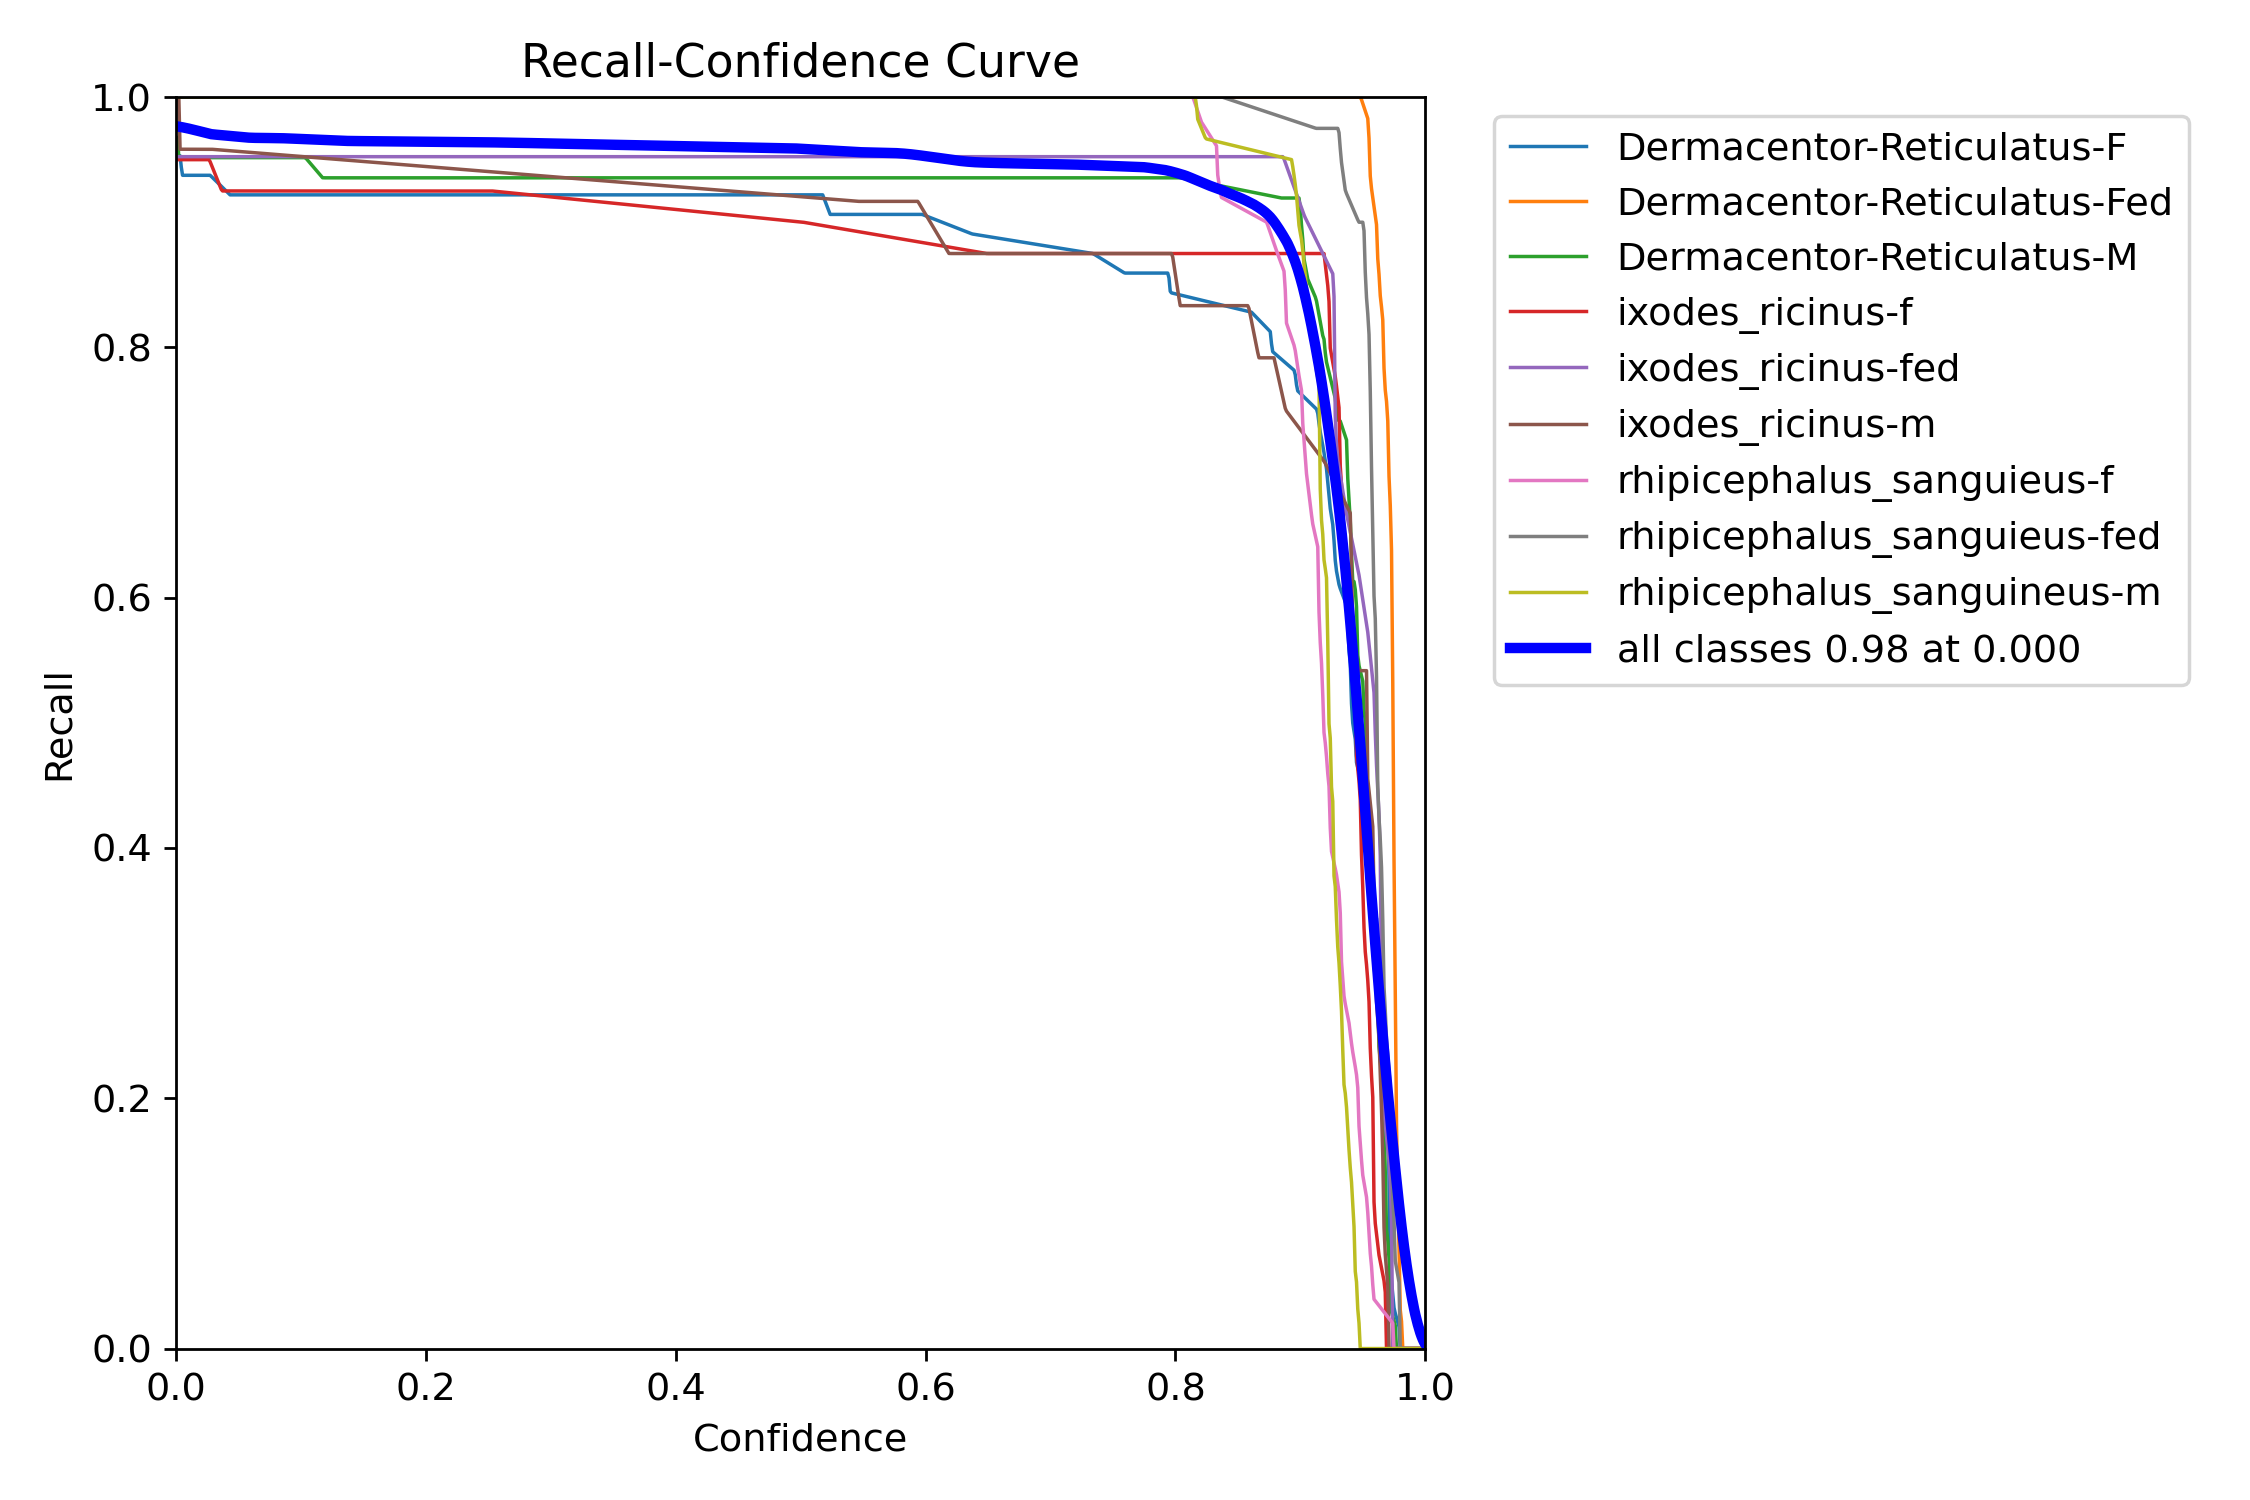 Recall-Confidence Curve
1.0
0.8
0.6
0.4
0.2
0.0
Recall
0.0 0.2 0.4 0.6 0.8 1.0
Confidence
Dermacentor-Reticulatus-F
Dermacentor-Reticulatus-Fed
Dermacentor-Reticulatus-M
ixodes_ricinus-f
ixodes_ricinus-fed
ixodes_ricinus-m
rhipicephalus_sanguieus-f
rhipicephalus_sanguieus-fed
rhipicephalus_sanguineus-m
all classes 0.98 at 0.000